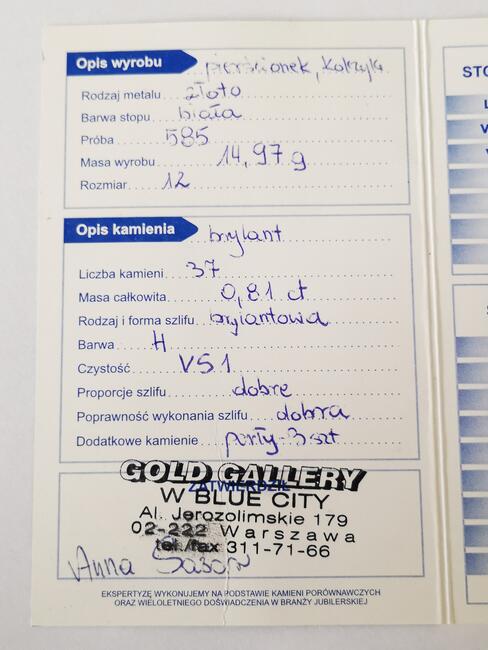 Opis wyrobu pierścionek, kolczyki
Rodzaj metalu złoto
Barwa stopu biała
Próba 585
Masa wyrobu 14,97 g
Rozmiar 12
Opis kamienia brylant
Liczba kamieni 37
Masa całkowita 0,81 ct
Rodzaj i forma szlifu brylantowa
Barwa H
Czystość VS1
Proporcje szlifu dobre
Poprawność wykonania szlifu dobra
Dodatkowe kamienie perły-3 szt
GOLD GALLERY
ZATWIERDZIŁ
W BLUE CITY
Al. Jerozolimskie 179
02-222 Warszawa
tel./fax 311-71-66
Anna
EKSPERTYZĘ WYKONUJEMY NA PODSTAWIE KAMIENI PORÓWNAWCZYCH
ORAZ WIELOLETNIEGO DOŚWIADCZENIA W BRANŻY JUBILERSKIEJ